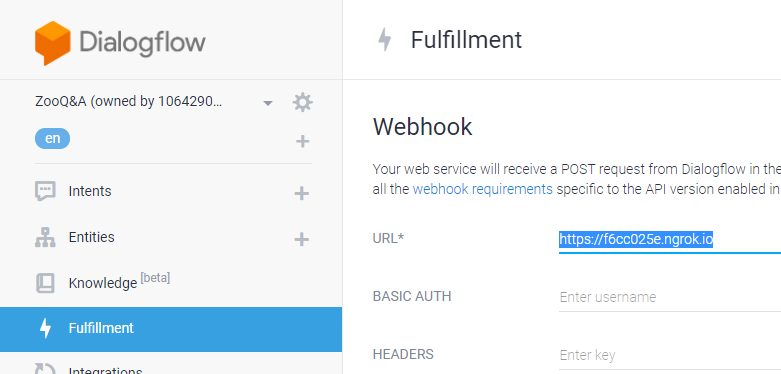 Dialogflow
Fulfillment
ZooQ&A (owned by 1064290...
en
Intents
Entities
Knowledge [beta]
Fulfillment
Integrations
Webhook
Your web service will receive a POST request from Dialogflow in the
all the webhook requirements specific to the API version enabled in
URL* https://f6cc025e.ngrok.io
BASIC AUTH Enter username
HEADERS Enter key